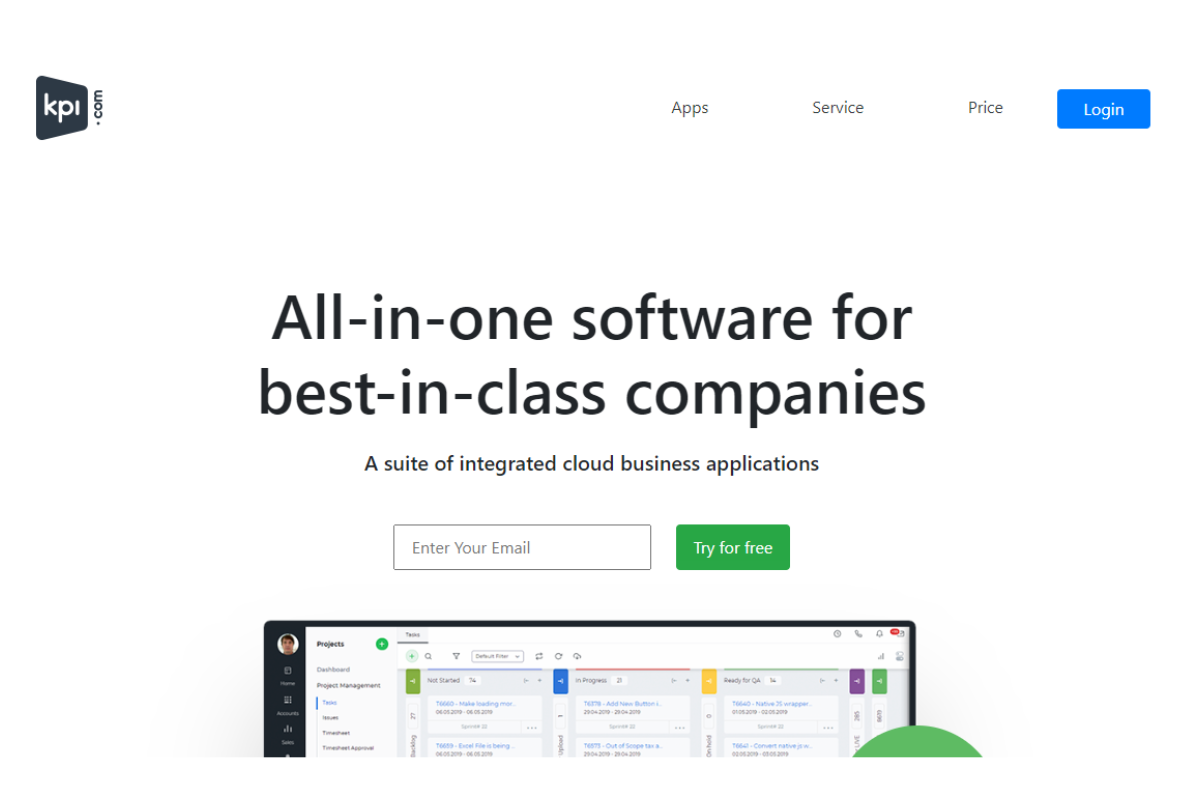 kpi
.com
Apps
Service
Price
Login
All-in-one software for
best-in-class companies
A suite of integrated cloud business applications
Enter Your Email
Try for free
Projects
Tasks
Dashboard
Default Filter
Home
Project Management
Not Started 74
In Progress 21
Ready for QA 14
Tasks
T6660 - Make loading mor...
06.05.2019 - 06.05.2019
T6378 - Add New Button i...
29.04.2019 - 29.04.2019
T6640 - Native JS wrapper...
01.05.2019 - 02.05.2019
Accounts
Issues
27
1
0
285
Sprint# 22
Sprint# 22
Sprint# 22
Timesheet
Sales
Timesheet Approval
Backlog
Upload
On hold
LIVE
T6659 - Excel File is being ...
06.05.2019 - 06.05.2019
T6573 - Out of Scope tax a...
29.04.2019 - 29.04.2019
T6641 - Convert native js w...
02.05.2019 - 03.05.2019